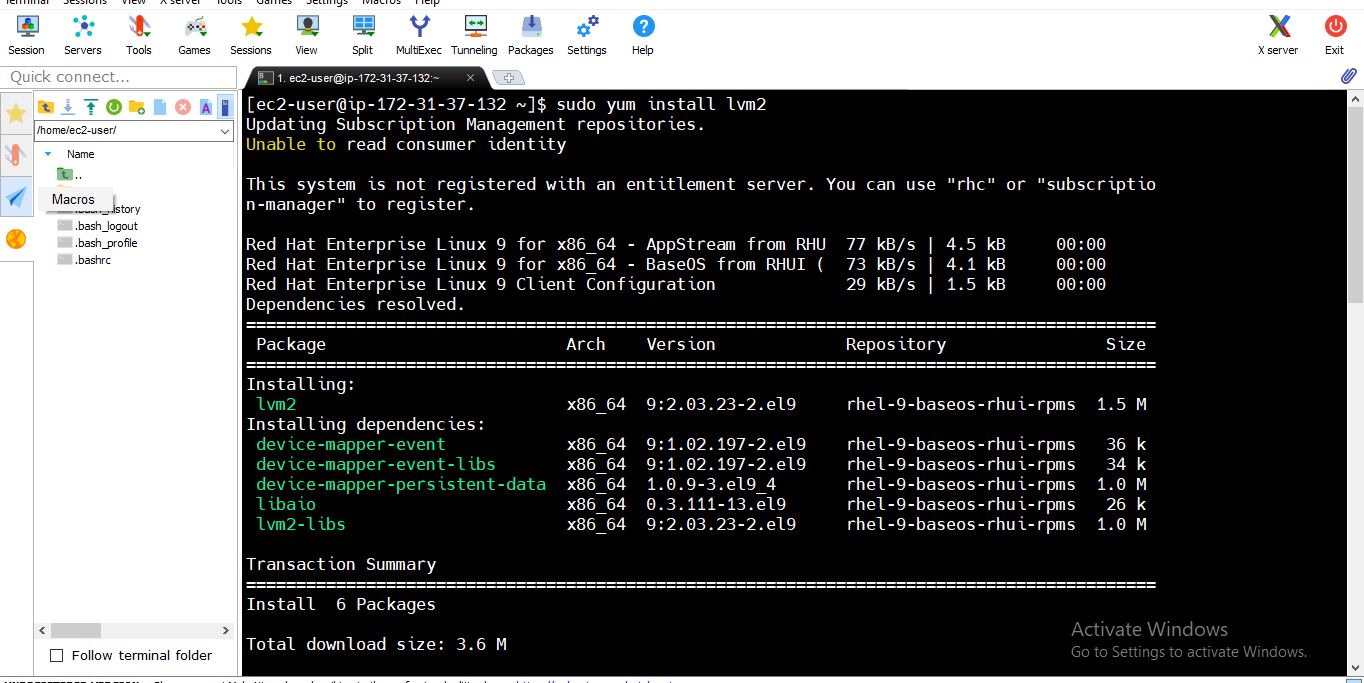 Terminal Sessions View X server Tools Games Settings Macros Help
Session Servers Tools Games Sessions View Split MultiExec Tunneling Packages Settings Help X server Exit
Quick connect...
1. ec2-user@ip-172-31-37-132:~
/home/ec2-user/
Name
..
Macros
.bash_history
.bash_logout
.bash_profile
.bashrc
Follow terminal folder
[ec2-user@ip-172-31-37-132 ~]$ sudo yum install lvm2
Updating Subscription Management repositories.
Unable to read consumer identity
This system is not registered with an entitlement server. You can use "rhc" or "subscriptio
n-manager" to register.
Red Hat Enterprise Linux 9 for x86_64 - AppStream from RHU 77 kB/s | 4.5 kB 00:00
Red Hat Enterprise Linux 9 for x86_64 - BaseOS from RHUI ( 73 kB/s | 4.1 kB 00:00
Red Hat Enterprise Linux 9 Client Configuration 29 kB/s | 1.5 kB 00:00
Dependencies resolved.
===========================================================================================
Package Arch Version Repository Size
===========================================================================================
Installing:
lvm2 x86_64 9:2.03.23-2.el9 rhel-9-baseos-rhui-rpms 1.5 M
Installing dependencies:
device-mapper-event x86_64 9:1.02.197-2.el9 rhel-9-baseos-rhui-rpms 36 k
device-mapper-event-libs x86_64 9:1.02.197-2.el9 rhel-9-baseos-rhui-rpms 34 k
device-mapper-persistent-data x86_64 1.0.9-3.el9_4 rhel-9-baseos-rhui-rpms 1.0 M
libaio x86_64 0.3.111-13.el9 rhel-9-baseos-rhui-rpms 26 k
lvm2-libs x86_64 9:2.03.23-2.el9 rhel-9-baseos-rhui-rpms 1.0 M
Transaction Summary
===========================================================================================
Install 6 Packages
Total download size: 3.6 M
Activate Windows
Go to Settings to activate Windows.